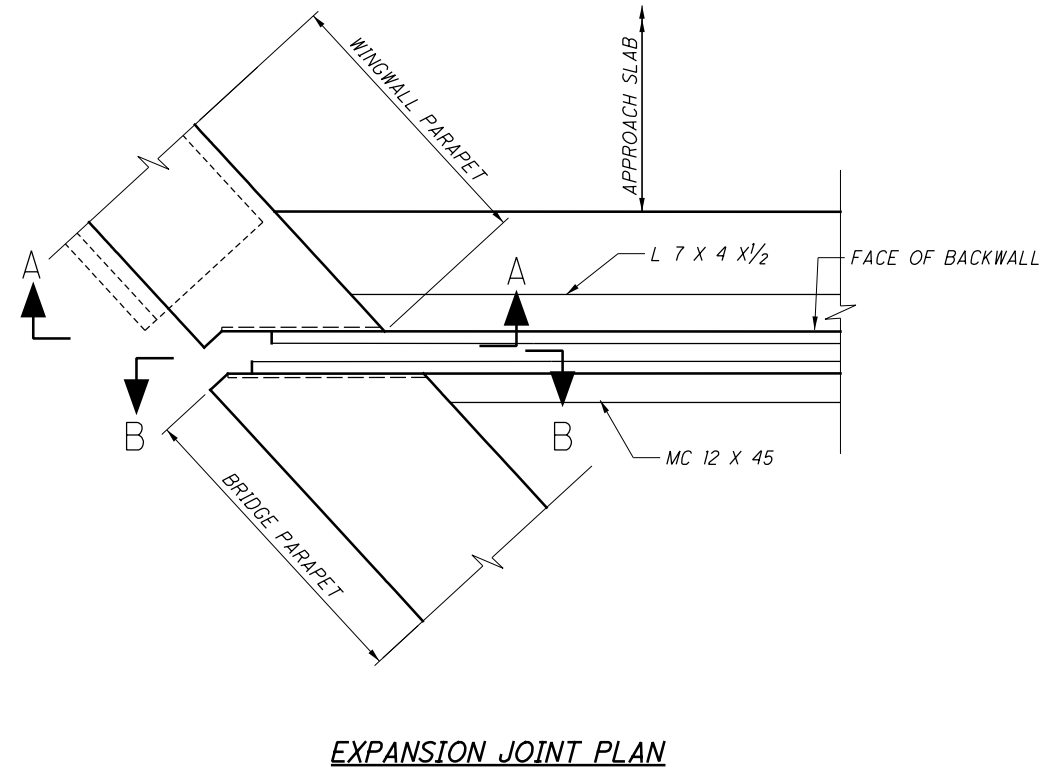 WINGWALL PARAPET
APPROACH SLAB
A
A
L 7 X 4 X1/2
FACE OF BACKWALL
B
B
MC 12 X 45
BRIDGE PARAPET
EXPANSION JOINT PLAN